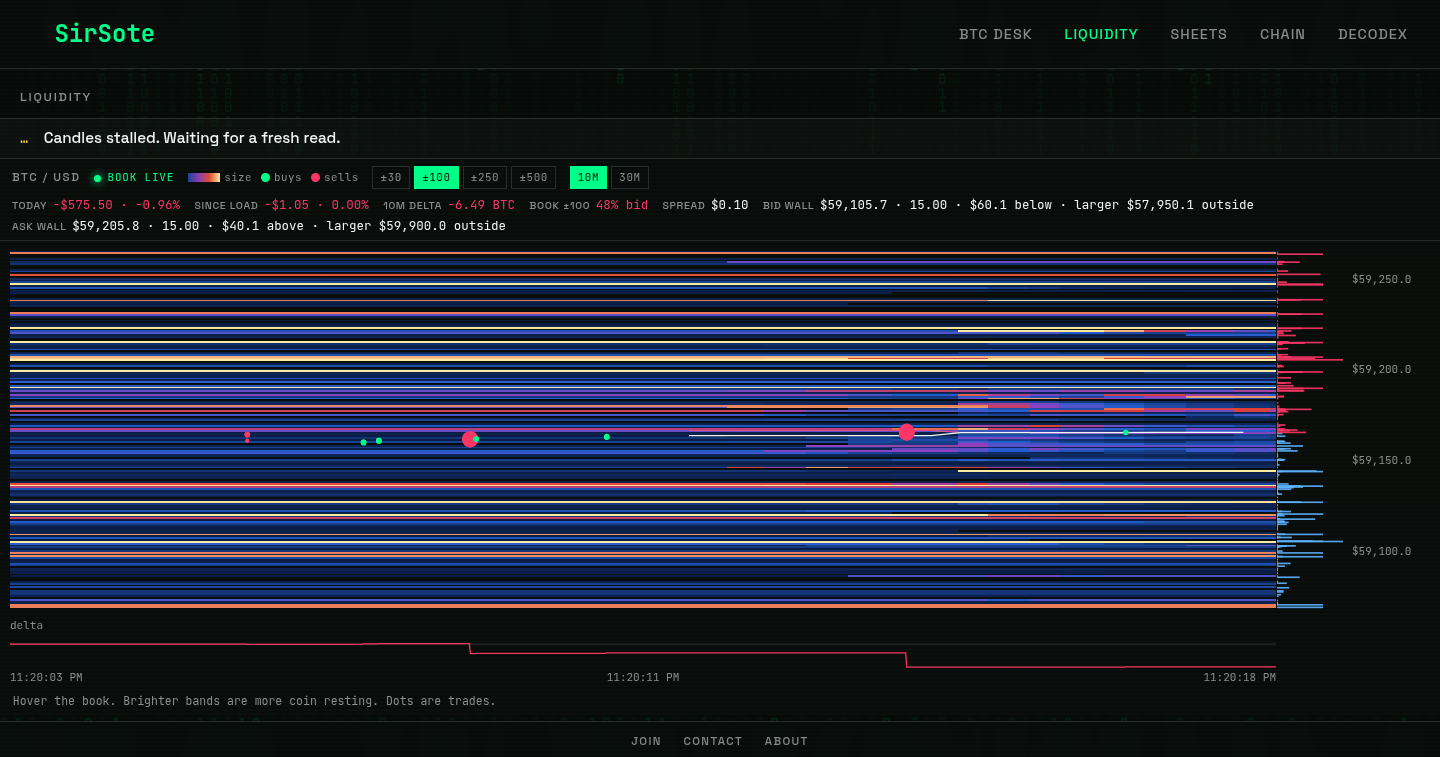 SirSote
BTC DESK LIQUIDITY SHEETS CHAIN DECODEX
LIQUIDITY
… Candles stalled. Waiting for a fresh read.
BTC / USD BOOK LIVE size buys sells ±30 ±100 ±250 ±500 10M 30M
TODAY -$575.50 · -0.96% SINCE LOAD -$1.05 · 0.00% 10M DELTA -6.49 BTC BOOK ±100 48% bid SPREAD $0.10 BID WALL $59,105.7 · 15.00 · $60.1 below · larger $57,950.1 outside
ASK WALL $59,205.8 · 15.00 · $40.1 above · larger $59,900.0 outside
$59,250.0
$59,200.0
$59,150.0
$59,100.0
delta
11:20:03 PM 11:20:11 PM 11:20:18 PM
Hover the book. Brighter bands are more coin resting. Dots are trades.
JOIN CONTACT ABOUT